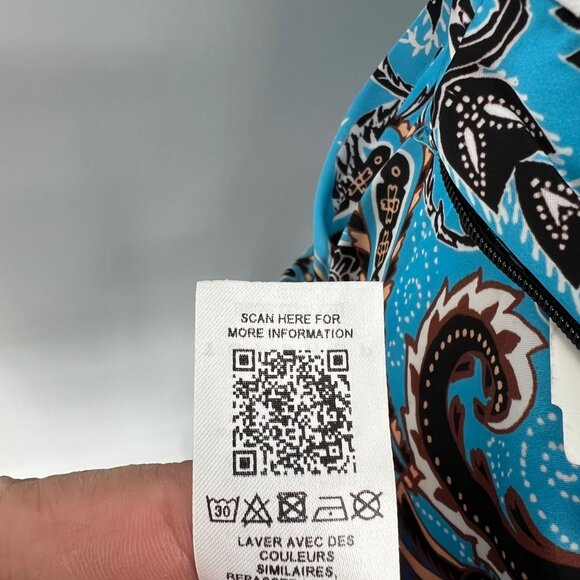 SCAN HERE FOR
MORE INFORMATION
30
LAVER AVEC DES
COULEURS
SIMILAIRES,